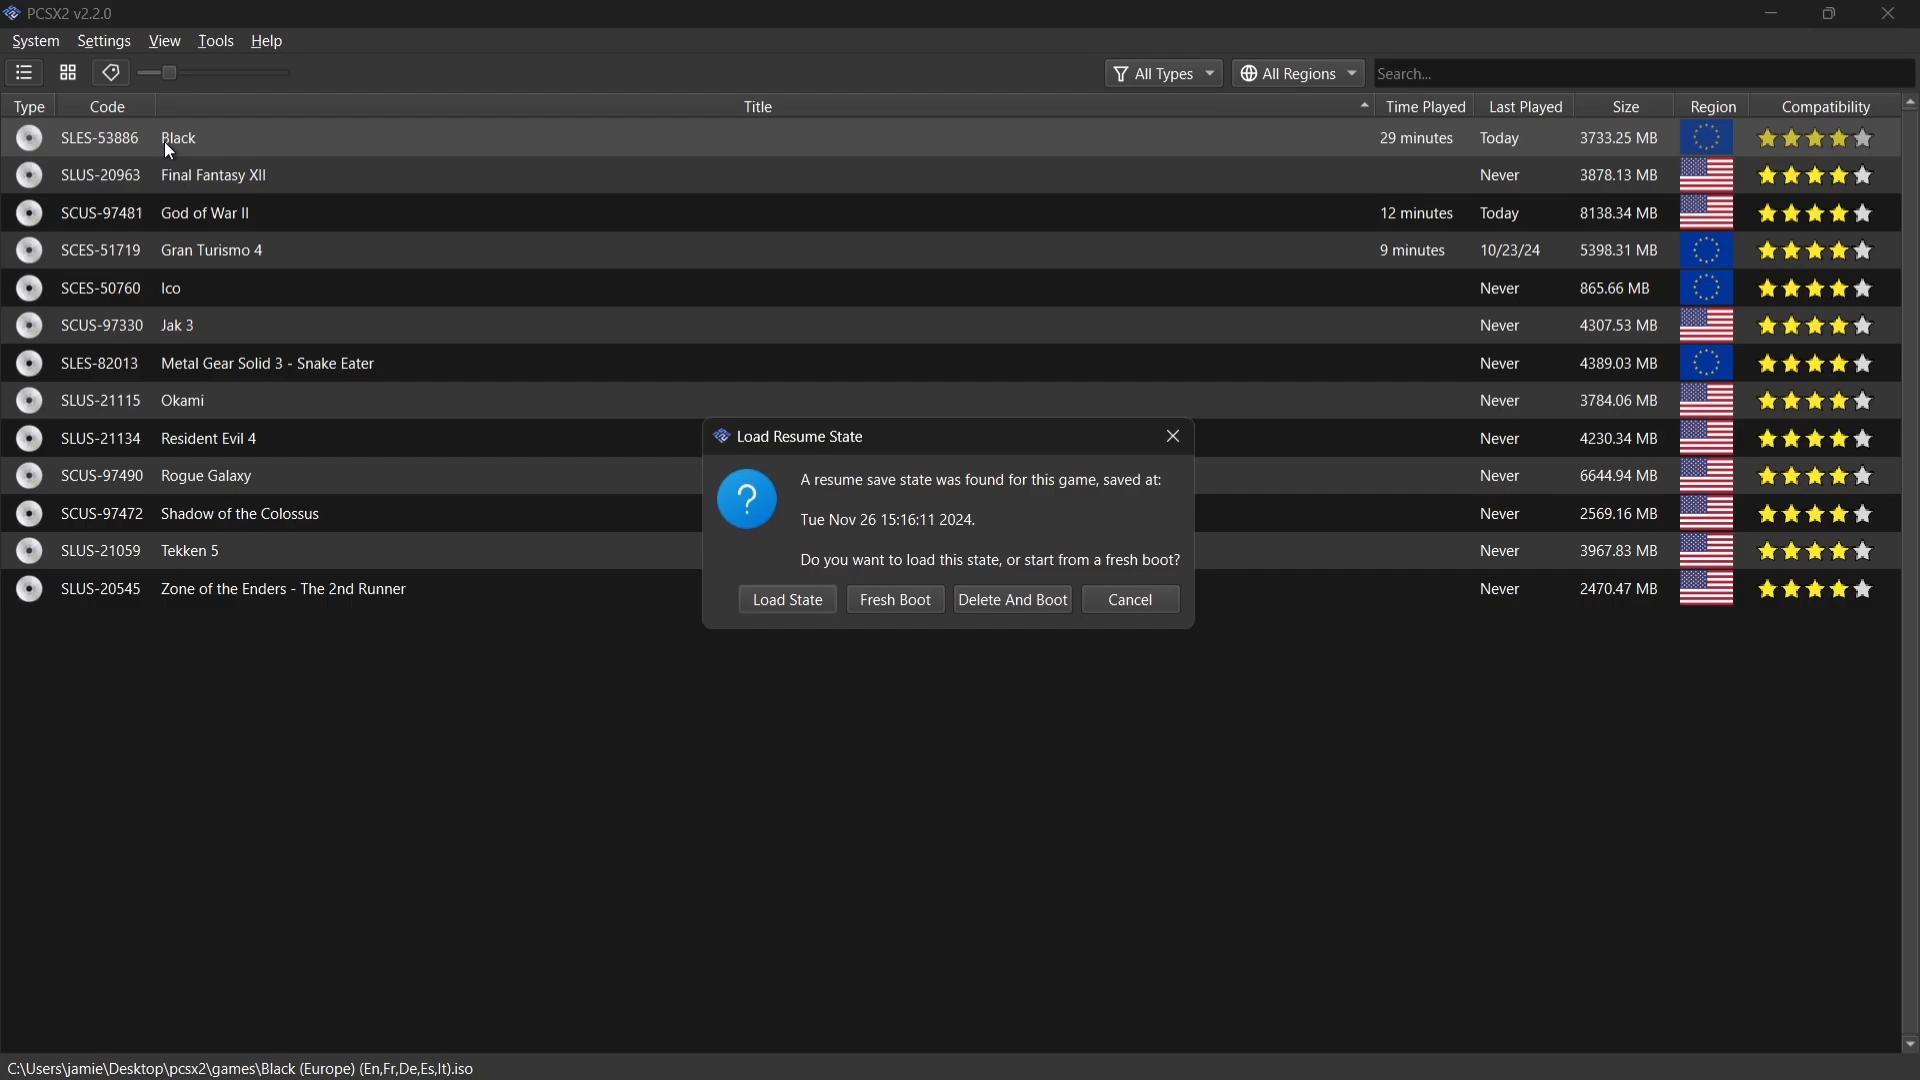 PCSX2 v2.2.0
System Settings View Tools Help
All Types All Regions Search...
Type Code Title Time Played Last Played Size Region Compatibility
SLES-53886 Black 29 minutes Today 3733.25 MB
SLUS-20963 Final Fantasy XII Never 3878.13 MB
SCUS-97481 God of War II 12 minutes Today 8138.34 MB
SCES-51719 Gran Turismo 4 9 minutes 10/23/24 5398.31 MB
SCES-50760 Ico Never 865.66 MB
SCUS-97330 Jak 3 Never 4307.53 MB
SLES-82013 Metal Gear Solid 3 - Snake Eater Never 4389.03 MB
SLUS-21115 Okami Never 3784.06 MB
SLUS-21134 Resident Evil 4 Never 4230.34 MB
SCUS-97490 Rogue Galaxy Never 6644.94 MB
SCUS-97472 Shadow of the Colossus Never 2569.16 MB
SLUS-21059 Tekken 5 Never 3967.83 MB
SLUS-20545 Zone of the Enders - The 2nd Runner Never 2470.47 MB
Load Resume State
?
A resume save state was found for this game, saved at:
Tue Nov 26 15:16:11 2024.
Do you want to load this state, or start from a fresh boot?
Load State Fresh Boot Delete And Boot Cancel
C:\Users\jamie\Desktop\pcsx2\games\Black (Europe) (En,Fr,De,Es,It).iso